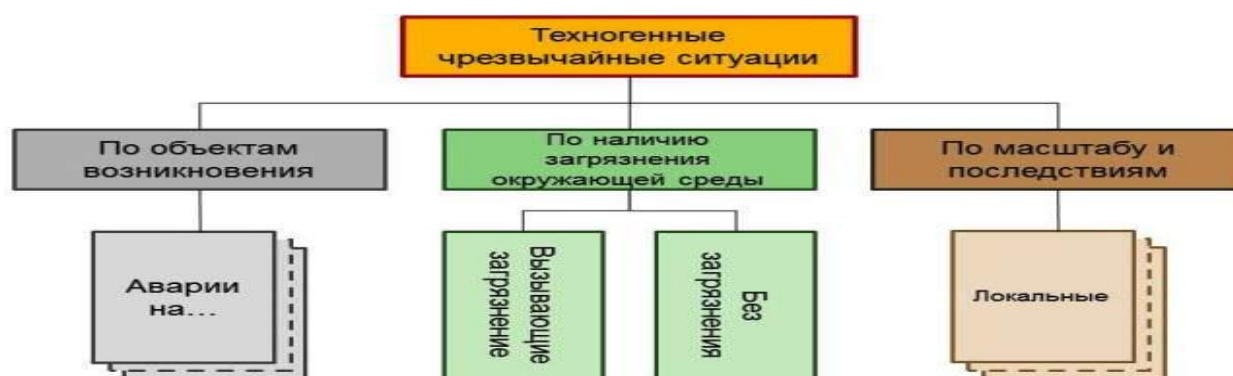 Техногенные
чрезвычайные ситуации
По объектам
возникновения
По наличию
загрязнения
окружающей среды
По масштабу и
последствиям
Аварии
на...
Вызывающие
загрязнение
Без
загрязнения
Локальные